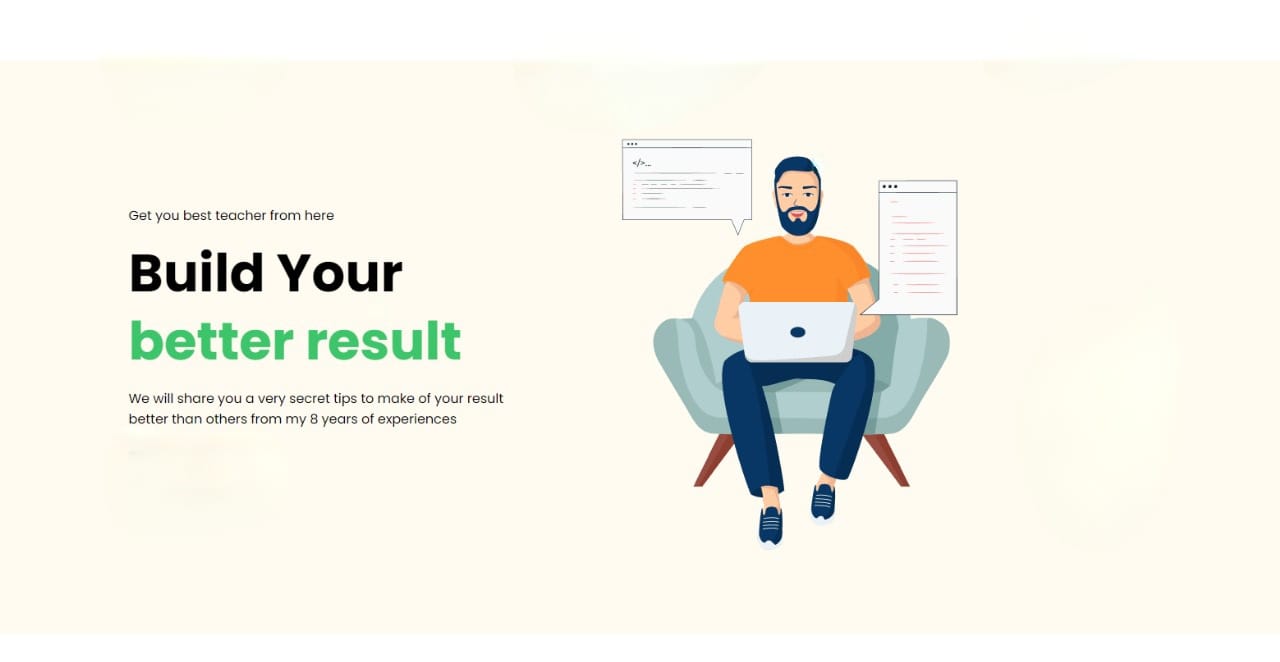 Get you best teacher from here
Build Your
better result
We will share you a very secret tips to make of your result
better than others from my 8 years of experiences
</>...